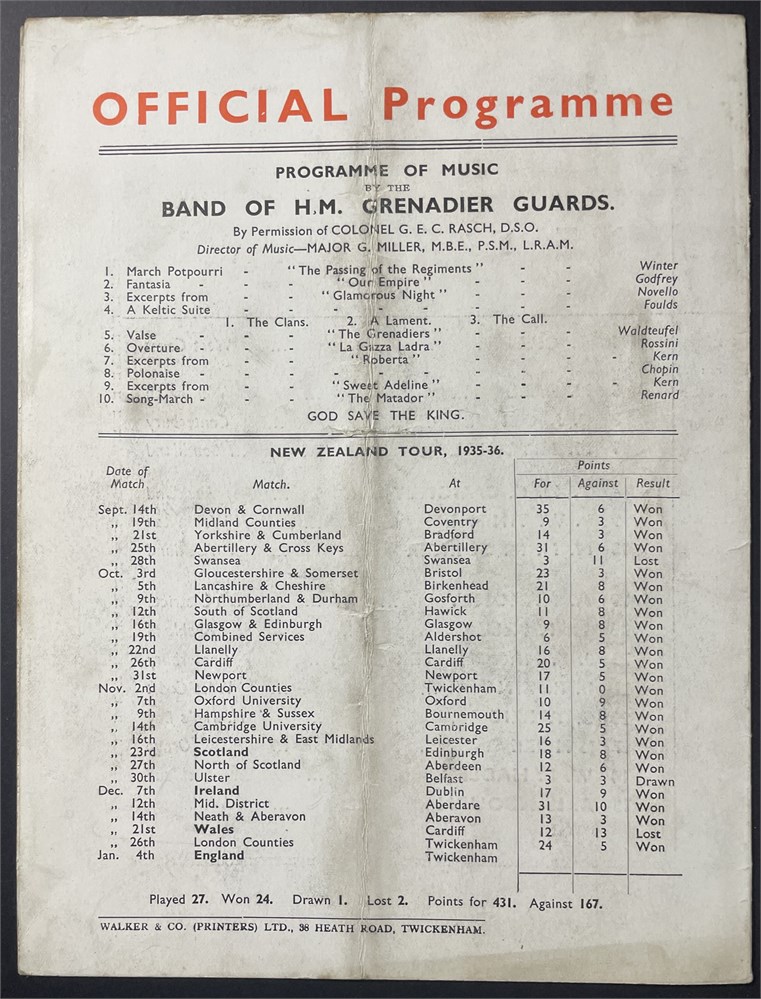 OFFICIAL Programme
PROGRAMME OF MUSIC
BY THE
BAND OF H.M. GRENADIER GUARDS.
By Permission of COLONEL G. E. C. RASCH, D.S.O.
Director of Music—MAJOR G. MILLER, M.B.E., P.S.M., L.R.A.M.
1. March Potpourri - "The Passing of the Regiments" - - Winter
2. Fantasia - - - "Our Empire" - - - Godfrey
3. Excerpts from - - "Glamorous Night" - - - Novello
4. A Keltic Suite - - - - - - - Foulds
1. The Clans. 2. A Lament. 3. The Call.
5. Valse - - - "The Grenadiers" - - - Waldteufel
6. Overture - - - "La Gazza Ladra" - - - Rossini
7. Excerpts from - - "Roberta" - - - - Kern
8. Polonaise - - - - - - - - Chopin
9. Excerpts from - - "Sweet Adeline" - - - - Kern
10. Song-March - - - "The Matador" - - - Renard
GOD SAVE THE KING.
NEW ZEALAND TOUR, 1935-36.
Points
Date of Match Match. At For Against Result
Sept. 14th Devon & Cornwall Devonport 35 6 Won
„ 19th Midland Counties Coventry 9 3 Won
„ 21st Yorkshire & Cumberland Bradford 14 3 Won
„ 25th Abertillery & Cross Keys Abertillery 31 6 Won
„ 28th Swansea Swansea 3 11 Lost
Oct. 3rd Gloucestershire & Somerset Bristol 23 3 Won
„ 5th Lancashire & Cheshire Birkenhead 21 8 Won
„ 9th Northumberland & Durham Gosforth 10 6 Won
„ 12th South of Scotland Hawick 11 8 Won
„ 16th Glasgow & Edinburgh Glasgow 9 8 Won
„ 19th Combined Services Aldershot 6 5 Won
„ 22nd Llanelly Llanelly 16 8 Won
„ 26th Cardiff Cardiff 20 5 Won
„ 31st Newport Newport 17 5 Won
Nov. 2nd London Counties Twickenham 11 0 Won
„ 7th Oxford University Oxford 10 9 Won
„ 9th Hampshire & Sussex Bournemouth 14 8 Won
„ 14th Cambridge University Cambridge 25 5 Won
„ 16th Leicestershire & East Midlands Leicester 16 3 Won
„ 23rd Scotland Edinburgh 18 8 Won
„ 27th North of Scotland Aberdeen 12 6 Won
„ 30th Ulster Belfast 3 3 Drawn
Dec. 7th Ireland Dublin 17 9 Won
„ 12th Mid. District Aberdare 31 10 Won
„ 14th Neath & Aberavon Aberavon 13 3 Won
„ 21st Wales Cardiff 12 13 Lost
„ 26th London Counties Twickenham 24 5 Won
Jan. 4th England Twickenham
Played 27. Won 24. Drawn 1. Lost 2. Points for 431. Against 167.
WALKER & CO. (PRINTERS) LTD., 38 HEATH ROAD, TWICKENHAM.